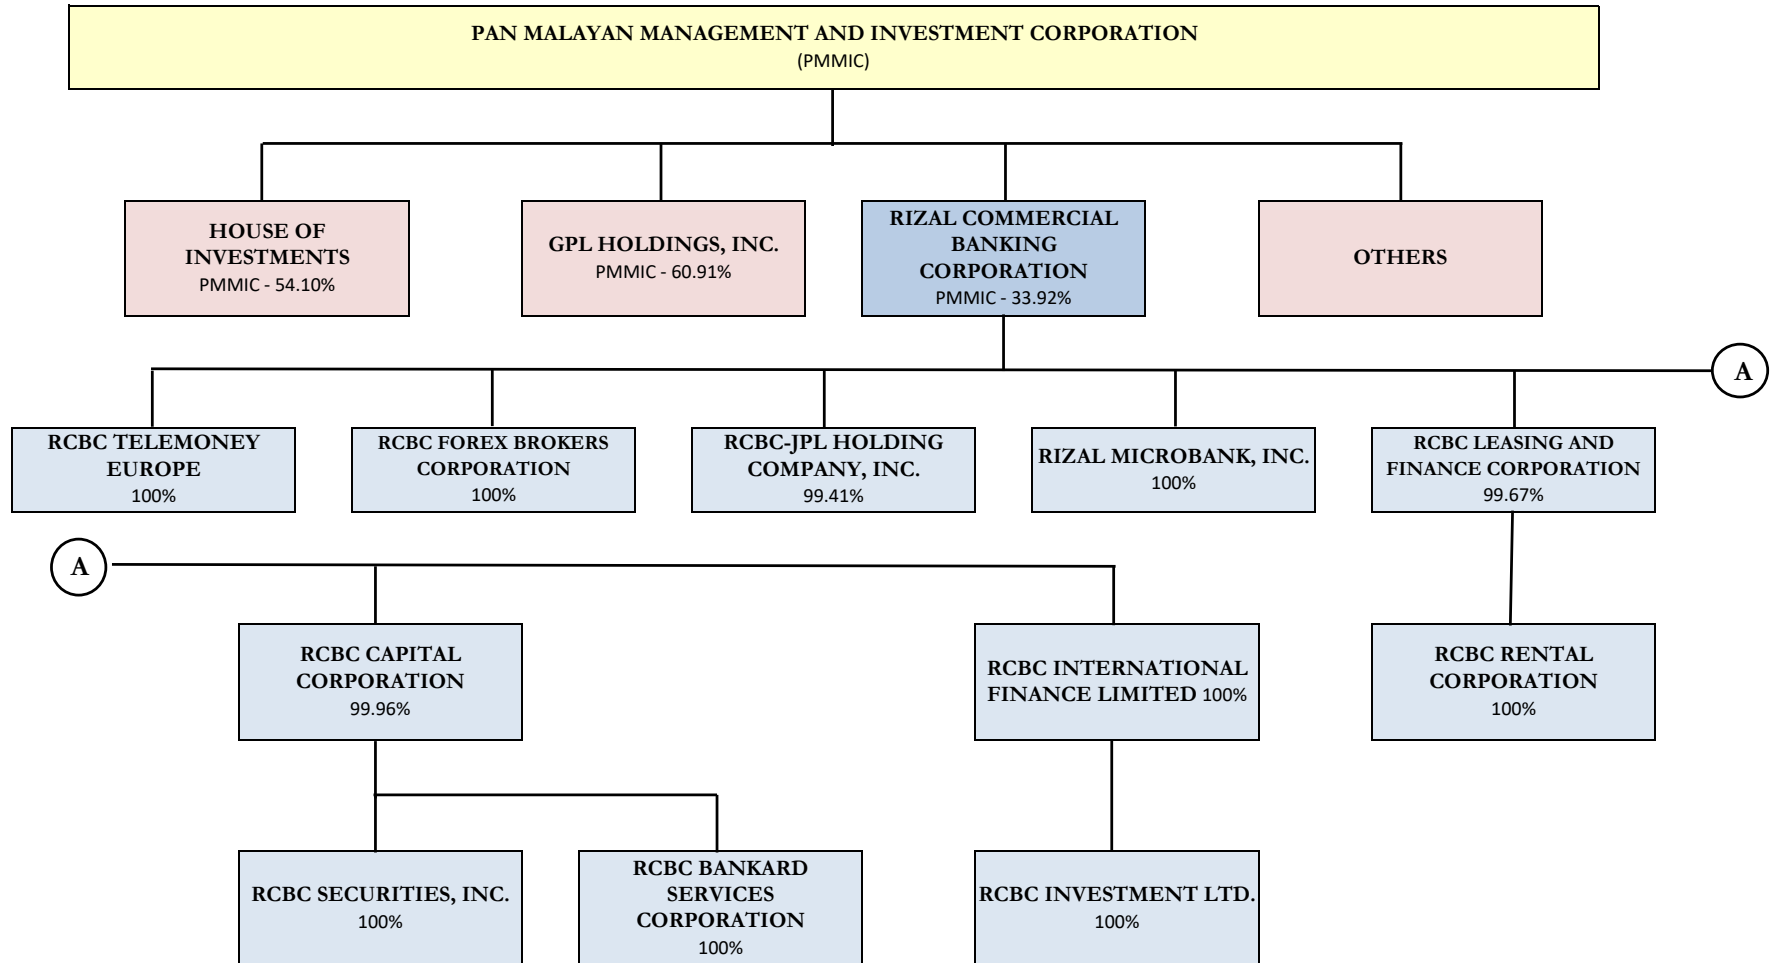 PAN MALAYAN MANAGEMENT AND INVESTMENT CORPORATION
(PMMIC)
HOUSE OF
INVESTMENTS
PMMIC - 54.10%
GPL HOLDINGS, INC.
PMMIC - 60.91%
RIZAL COMMERCIAL
BANKING
CORPORATION
PMMIC - 33.92%
OTHERS
A
RCBC TELEMONEY
EUROPE
100%
RCBC FOREX BROKERS
CORPORATION
100%
RCBC-JPL HOLDING
COMPANY, INC.
99.41%
RIZAL MICROBANK, INC.
100%
RCBC LEASING AND
FINANCE CORPORATION
99.67%
A
RCBC CAPITAL
CORPORATION
99.96%
RCBC INTERNATIONAL
FINANCE LIMITED 100%
RCBC RENTAL
CORPORATION
100%
RCBC SECURITIES, INC.
100%
RCBC BANKARD
SERVICES
CORPORATION
100%
RCBC INVESTMENT LTD.
100%